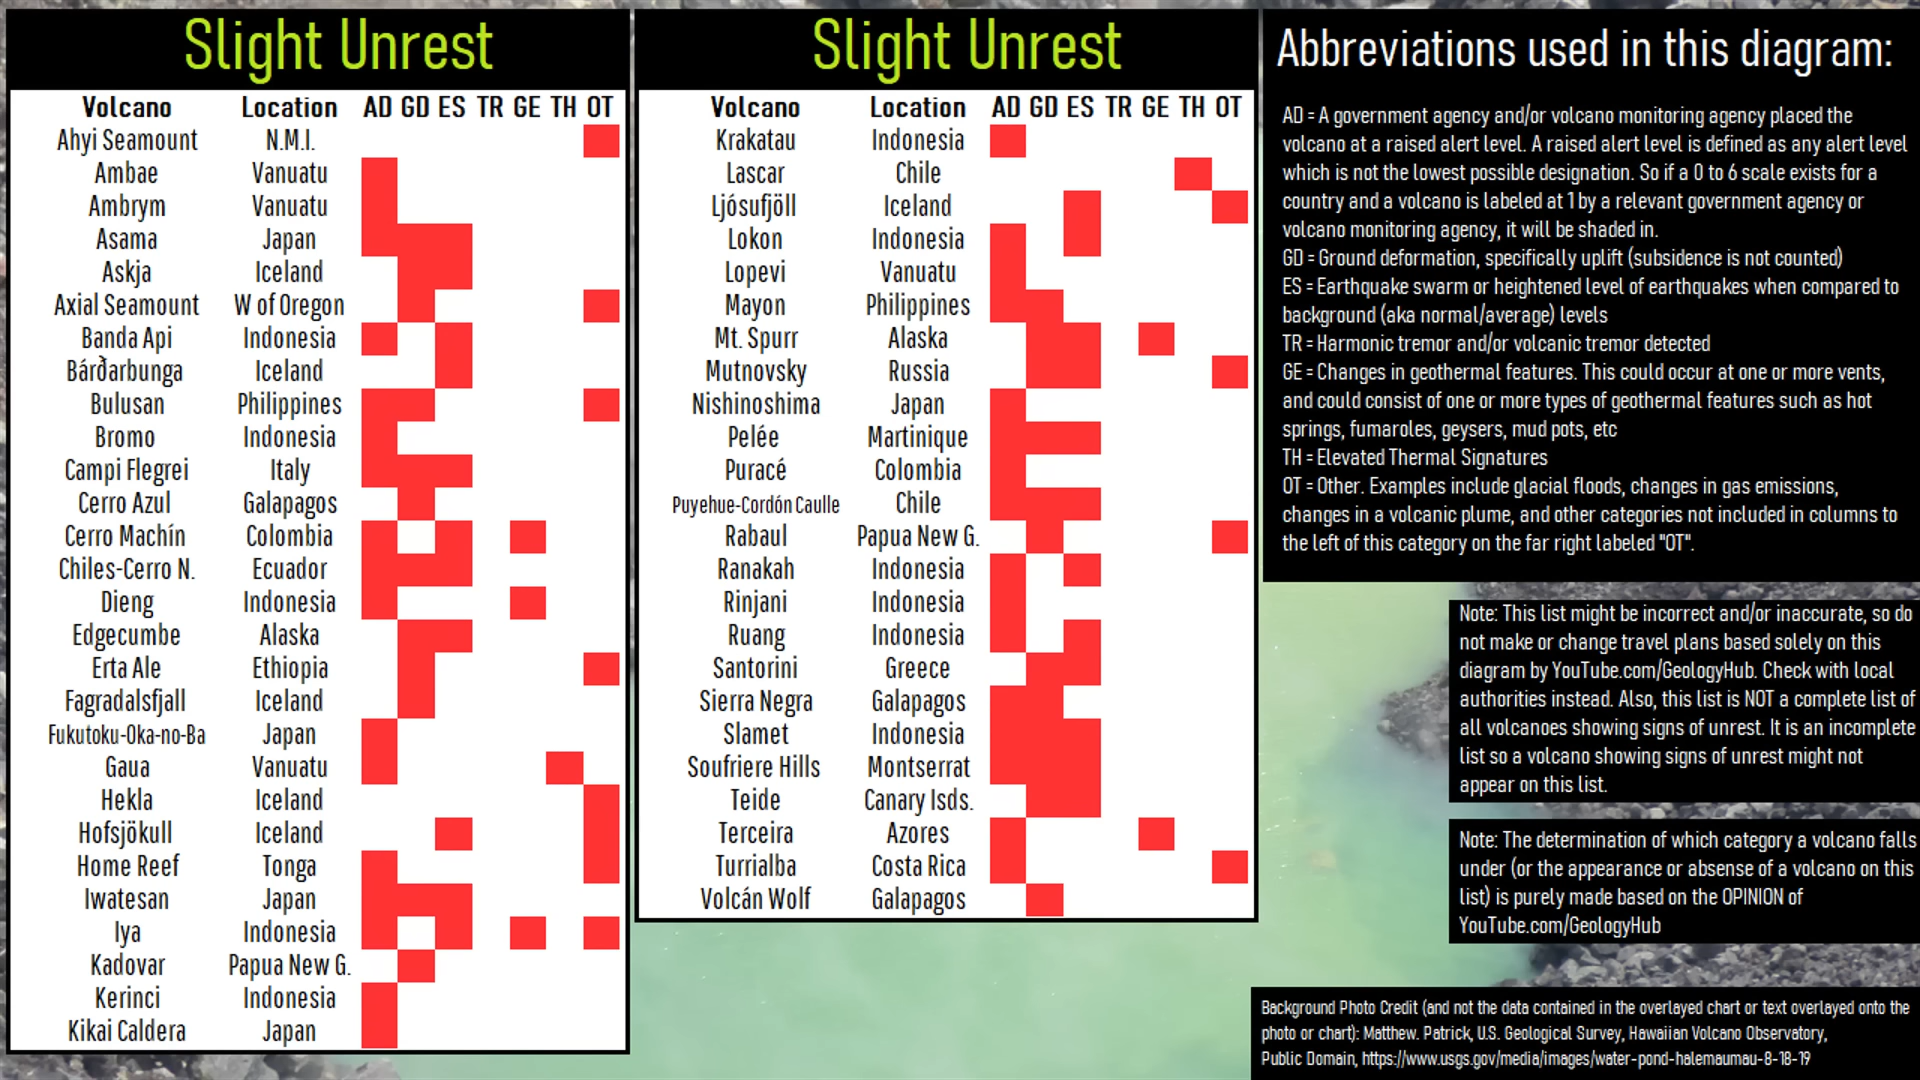 Slight Unrest
Volcano Location AD GD ES TR GE TH OT
Ahyi Seamount N.M.I.
Ambae Vanuatu
Ambrym Vanuatu
Asama Japan
Askja Iceland
Axial Seamount W of Oregon
Banda Api Indonesia
Bárðarbunga Iceland
Bulusan Philippines
Bromo Indonesia
Campi Flegrei Italy
Cerro Azul Galapagos
Cerro Machín Colombia
Chiles-Cerro N. Ecuador
Dieng Indonesia
Edgecumbe Alaska
Erta Ale Ethiopia
Fagradalsfjall Iceland
Fukutoku-Oka-no-Ba Japan
Gaua Vanuatu
Hekla Iceland
Hofsjökull Iceland
Home Reef Tonga
Iwatesan Japan
Iya Indonesia
Kadovar Papua New G.
Kerinci Indonesia
Kikai Caldera Japan
Slight Unrest
Volcano Location AD GD ES TR GE TH OT
Krakatau Indonesia
Lascar Chile
Ljósufjöll Iceland
Lokon Indonesia
Lopevi Vanuatu
Mayon Philippines
Mt. Spurr Alaska
Mutnovsky Russia
Nishinoshima Japan
Pelée Martinique
Puracé Colombia
Puyehue-Cordón Caulle Chile
Rabaul Papua New G.
Ranakah Indonesia
Rinjani Indonesia
Ruang Indonesia
Santorini Greece
Sierra Negra Galapagos
Slamet Indonesia
Soufriere Hills Montserrat
Teide Canary Isds.
Terceira Azores
Turrialba Costa Rica
Volcán Wolf Galapagos
Abbreviations used in this diagram:
AD = A government agency and/or volcano monitoring agency placed the
volcano at a raised alert level. A raised alert level is defined as any alert level
which is not the lowest possible designation. So if a 0 to 6 scale exists for a
country and a volcano is labeled at 1 by a relevant government agency or
volcano monitoring agency, it will be shaded in.
GD = Ground deformation, specifically uplift (subsidence is not counted)
ES = Earthquake swarm or heightened level of earthquakes when compared to
background (aka normal/average) levels
TR = Harmonic tremor and/or volcanic tremor detected
GE = Changes in geothermal features. This could occur at one or more vents,
and could consist of one or more types of geothermal features such as hot
springs, fumaroles, geysers, mud pots, etc
TH = Elevated Thermal Signatures
OT = Other. Examples include glacial floods, changes in gas emissions,
changes in a volcanic plume, and other categories not included in columns to
the left of this category on the far right labeled "OT".
Note: This list might be incorrect and/or inaccurate, so do
not make or change travel plans based solely on this
diagram by YouTube.com/GeologyHub. Check with local
authorities instead. Also, this list is NOT a complete list of
all volcanoes showing signs of unrest. It is an incomplete
list so a volcano showing signs of unrest might not
appear on this list.
Note: The determination of which category a volcano falls
under (or the appearance or absense of a volcano on this
list) is purely made based on the OPINION of
YouTube.com/GeologyHub
Background Photo Credit (and not the data contained in the overlayed chart or text overlayed onto the
photo or chart): Matthew. Patrick, U.S. Geological Survey, Hawaiian Volcano Observatory,
Public Domain, https://www.usgs.gov/media/images/water-pond-halemaumau-8-18-19